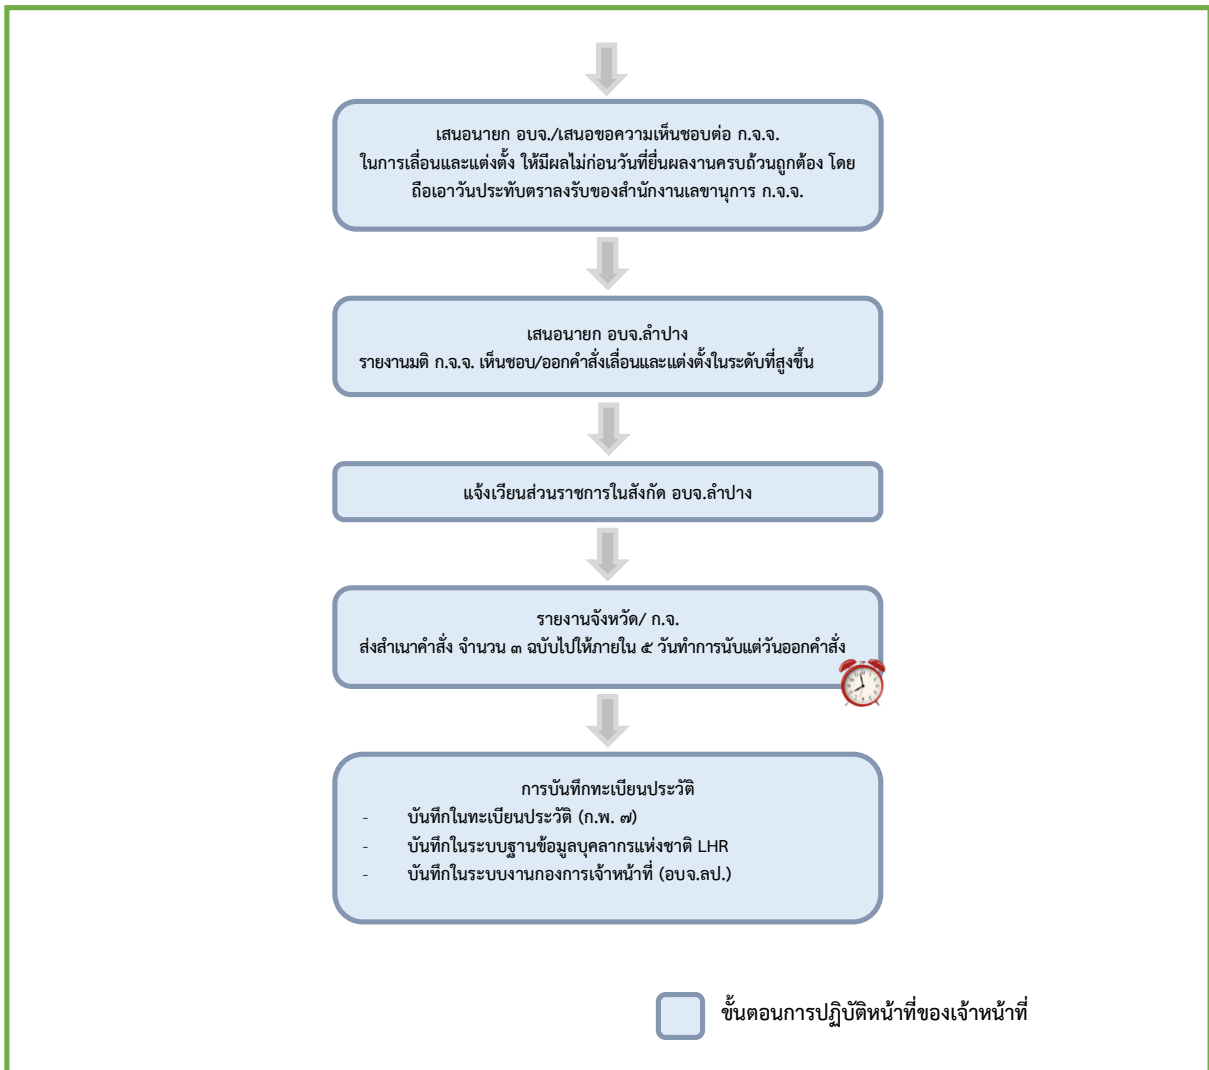 เสนอนายก อบจ./เสนอขอความเห็นชอบต่อ ก.จ.จ.
ในการเลื่อนและแต่งตั้ง ให้มีผลไม่ก่อนวันที่ยื่นผลงานครบถ้วนถูกต้อง โดย
ถือเอาวันประทับตราลงรับของสำนักงานเลขานุการ ก.จ.จ.
เสนอนายก อบจ.ลำปาง
รายงานมติ ก.จ.จ. เห็นชอบ/ออกคำสั่งเลื่อนและแต่งตั้งในระดับที่สูงขึ้น
แจ้งเวียนส่วนราชการในสังกัด อบจ.ลำปาง
รายงานจังหวัด/ ก.จ.
ส่งสำเนาคำสั่ง จำนวน ๓ ฉบับไปให้ภายใน ๕ วันทำการนับแต่วันออกคำสั่ง
การบันทึกทะเบียนประวัติ
- บันทึกในทะเบียนประวัติ (ก.พ. ๗)
- บันทึกในระบบฐานข้อมูลบุคลากรแห่งชาติ LHR
- บันทึกในระบบงานกองการเจ้าหน้าที่ (อบจ.ลป.)
ขั้นตอนการปฏิบัติหน้าที่ของเจ้าหน้าที่